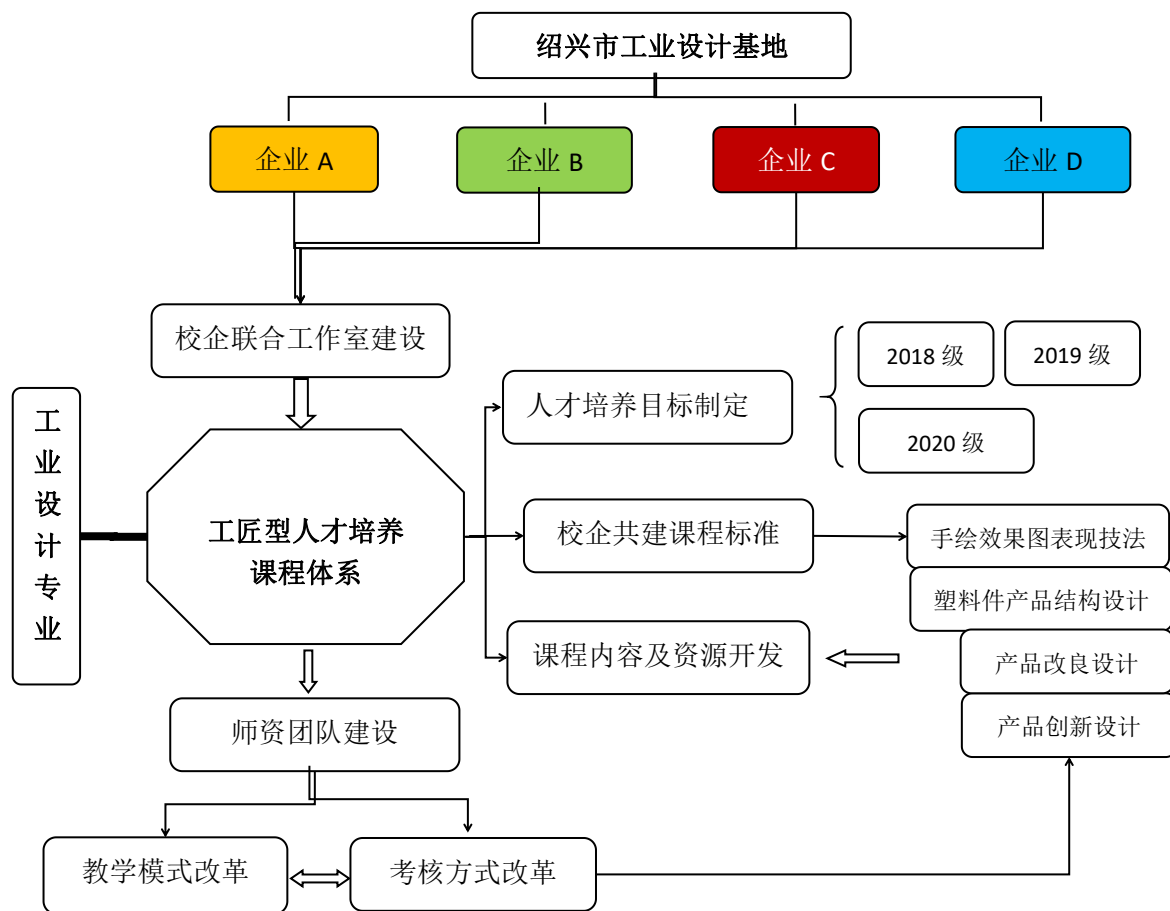 绍兴市工业设计基地
企业 A
企业 B
企业 C
企业 D
校企联合工作室建设
2018 级
2019 级
人才培养目标制定
2020 级
工业设计专业
工匠型人才培养
课程体系
校企共建课程标准
手绘效果图表现技法
塑料件产品结构设计
课程内容及资源开发
产品改良设计
师资团队建设
产品创新设计
教学模式改革
考核方式改革